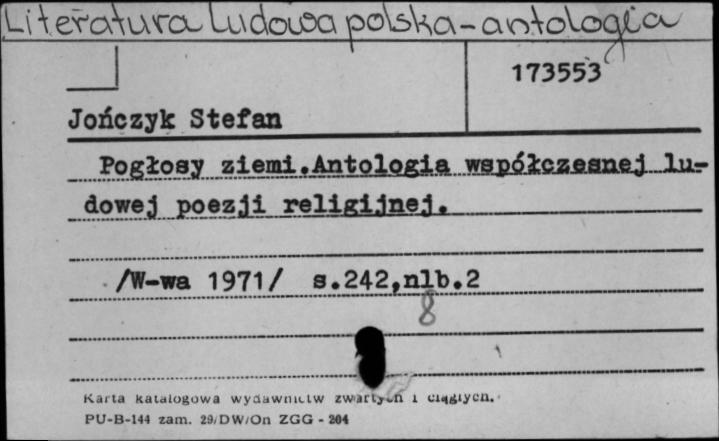 Literatura Ludowa polska-antologia
173553
Jończyk Stefan
Pogłosy ziemi.Antologia współczesnej lu-
dowej poezji religijnej.
/W-wa 1971/ s.242,nlb.2
8
Karta katalogowa wydawnictw zwartych i ciągłych.
PU-B-144 zam. 29/DW/On ZGG - 204